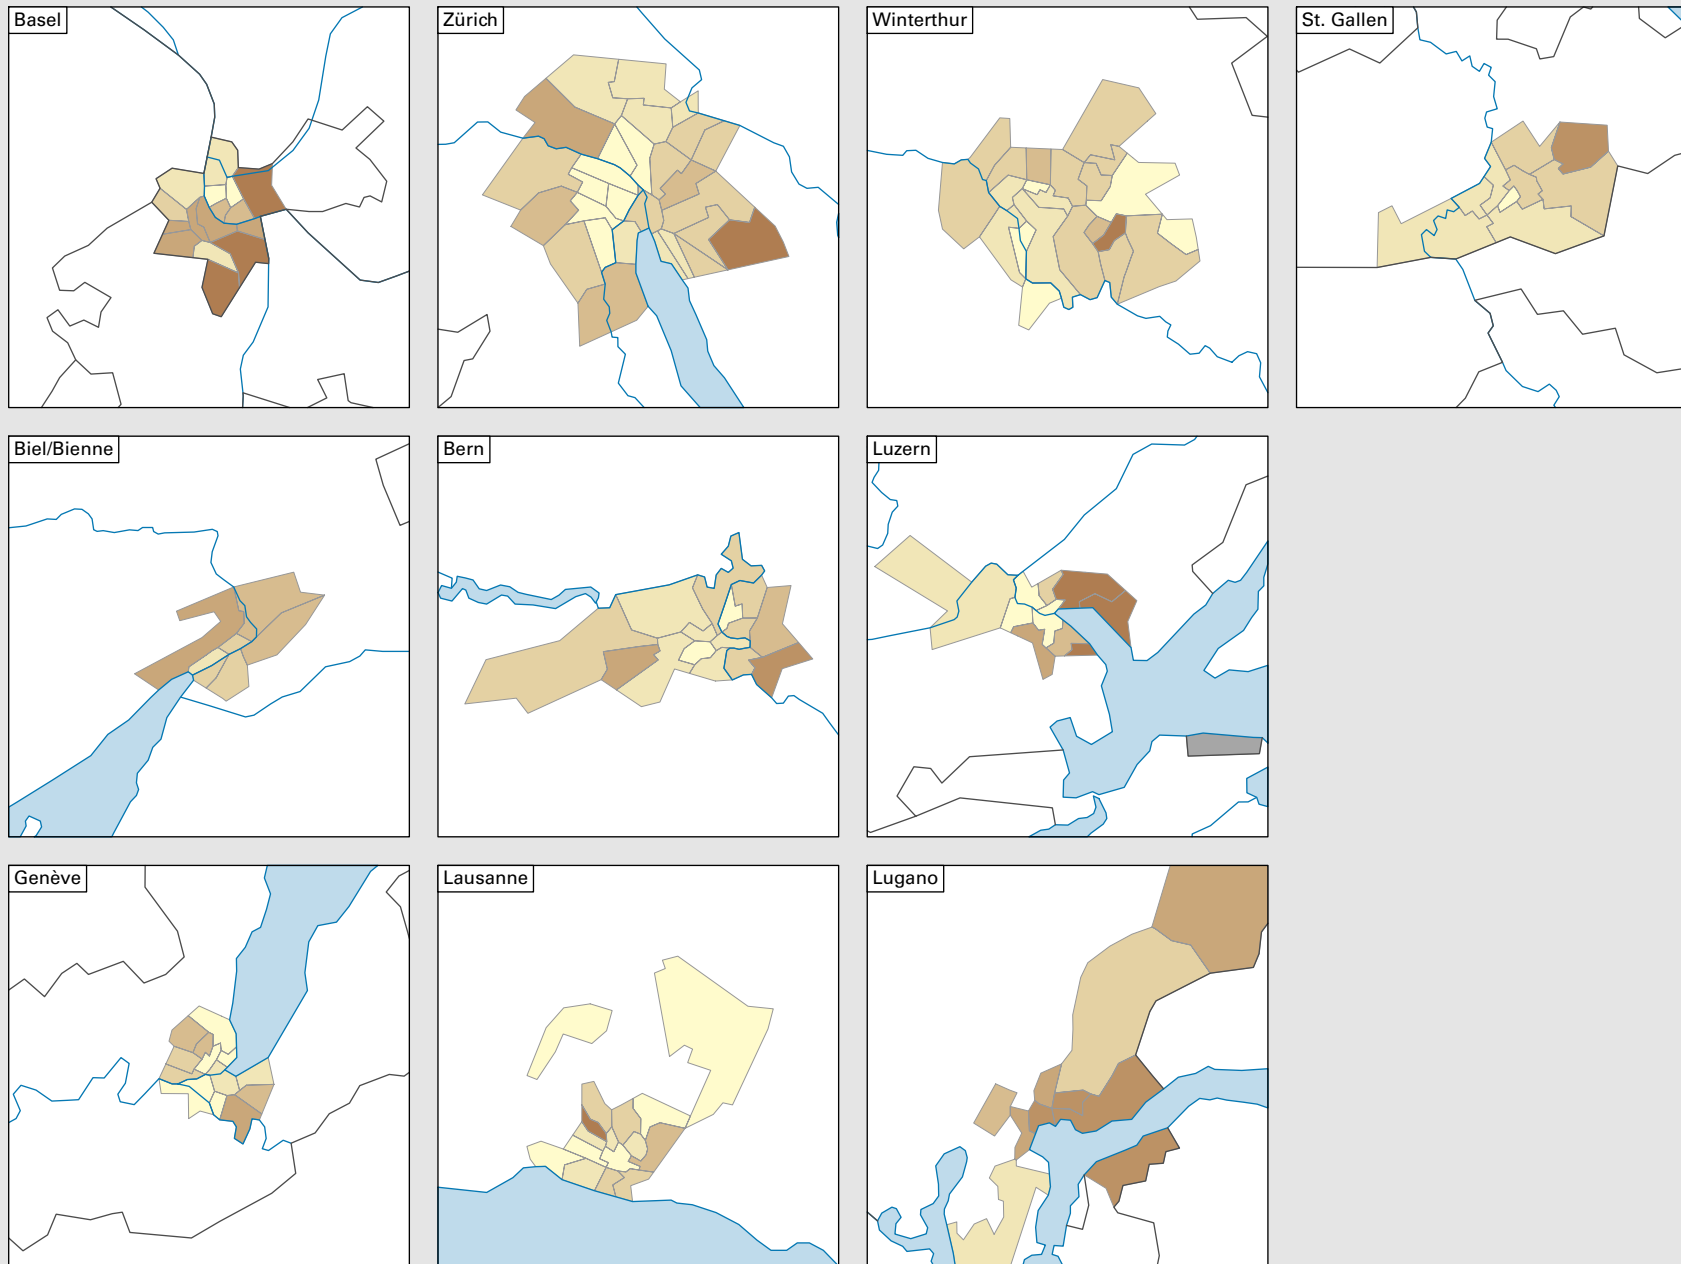 Basel
Zürich
Winterthur
St. Gallen
Biel/Bienne
Bern
Luzern
Genève
Lausanne
Lugano